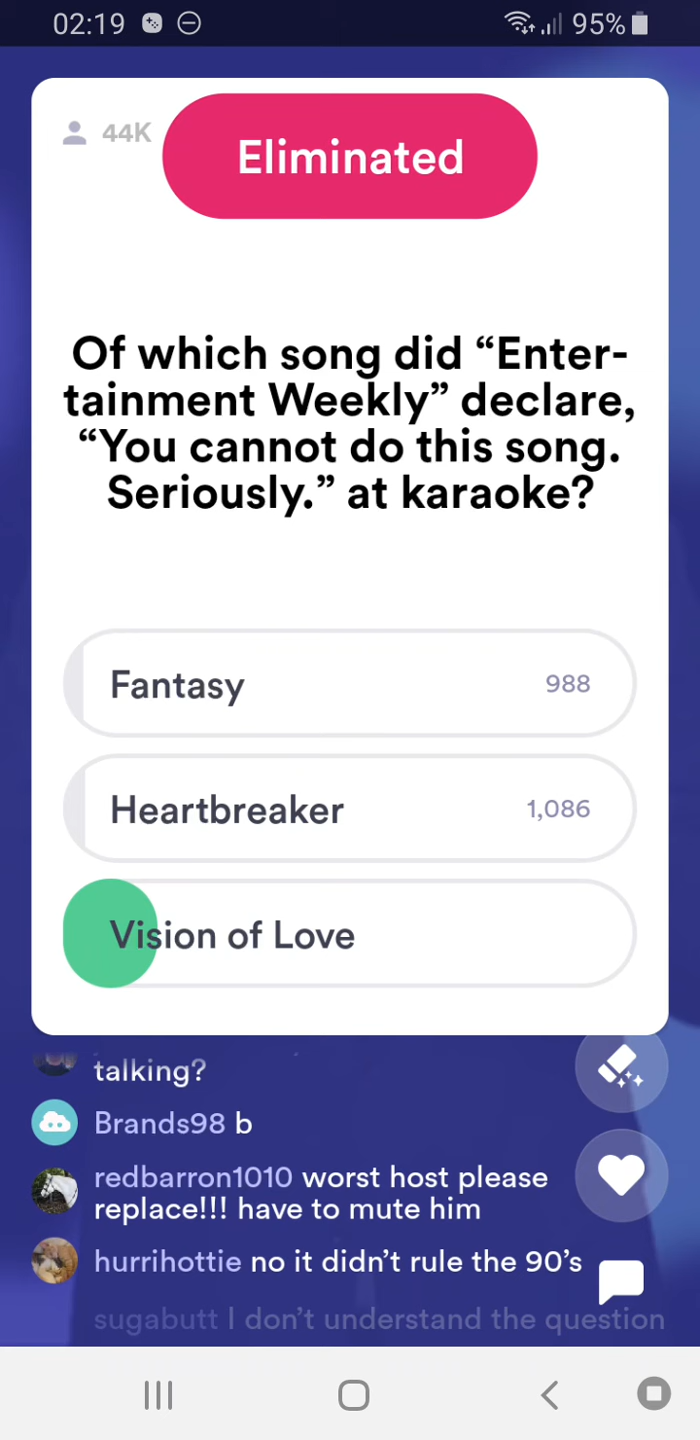 02:19
95%
44K
Eliminated
Of which song did “Enter-
tainment Weekly” declare,
“You cannot do this song.
Seriously.” at karaoke?
Fantasy 988
Heartbreaker 1,086
Vision of Love
talking?
Brands98 b
redbarron1010 worst host please
replace!!! have to mute him
hurrihottie no it didn’t rule the 90’s
sugabutt I don’t understand the question